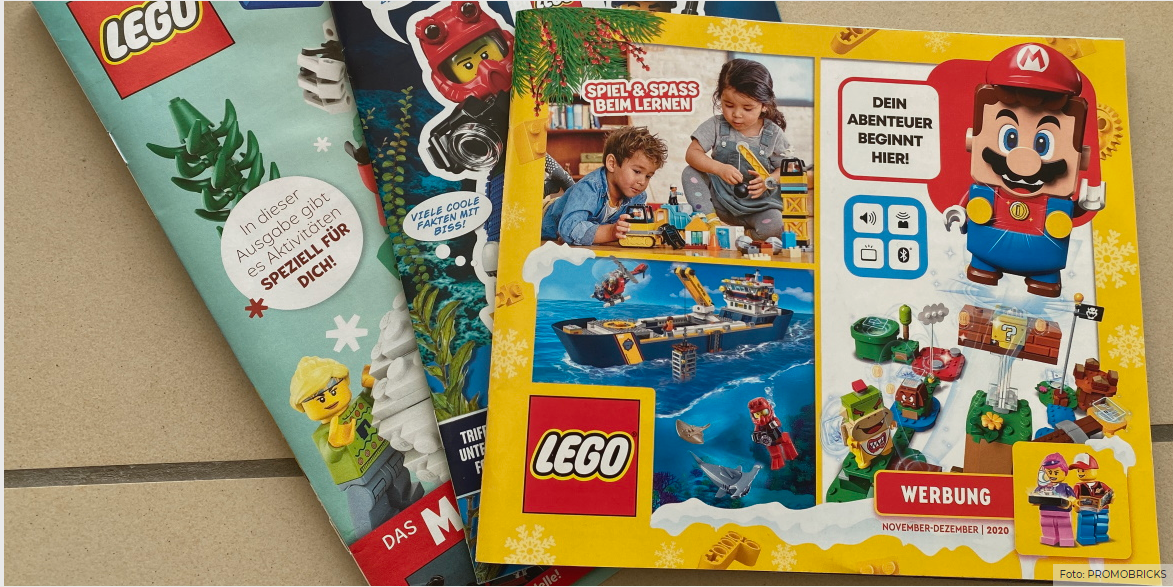 LEGO
In dieser
Ausgabe gibt
es Aktivitäten
SPEZIELL FÜR
DICH!
DAS
VIELE COOLE
FAKTEN MIT
BISS!
SPIEL & SPASS
BEIM LERNEN
M
DEIN
ABENTEUER
BEGINNT
HIER!
?
LEGO
WERBUNG
NOVEMBER-DEZEMBER | 2020
Foto: PROMOBRICKS